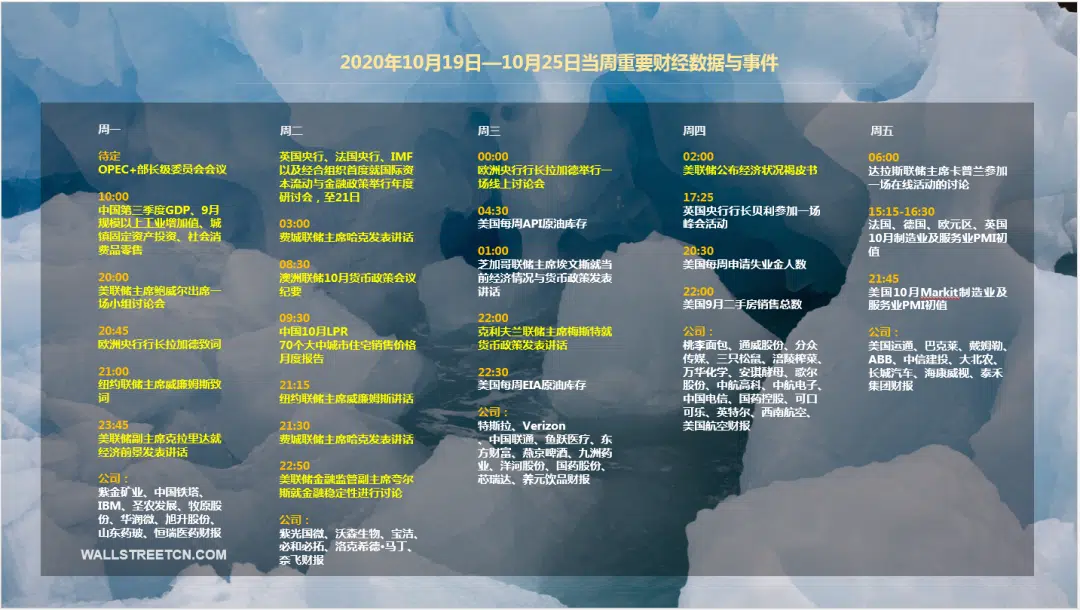 2020年10月19日—10月25日当周重要财经数据与事件
周一
待定
OPEC+部长级委员会会议
10:00
中国第三季度GDP、9月
规模以上工业增加值、城
镇固定资产投资、社会消
费品零售
20:00
美联储主席鲍威尔出席一
场小组讨论会
20:45
欧洲央行行长拉加德致词
21:00
纽约联储主席威廉姆斯致
词
23:45
美联储副主席克拉里达就
经济前景发表讲话
公司：
紫金矿业、中国铁塔、
IBM、圣农发展、牧原股
份、华润微、旭升股份、
山东药玻、恒瑞医药财报
周二
英国央行、法国央行、IMF
以及经合组织首度就国际资
本流动与金融政策举行年度
研讨会，至21日
03:00
费城联储主席哈克发表讲话
08:30
澳洲联储10月货币政策会议
纪要
09:30
中国10月LPR
70个大中城市住宅销售价格
月度报告
21:15
纽约联储主席威廉姆斯讲话
21:30
费城联储主席哈克发表讲话
22:50
美联储金融监管副主席夸尔
斯就金融稳定性进行讨论
公司：
紫光国微、沃森生物、宝洁、
必和必拓、洛克希德·马丁、
奈飞财报
周三
00:00
欧洲央行行长拉加德举行一
场线上讨论会
04:30
美国每周API原油库存
01:00
芝加哥联储主席埃文斯就当
前经济情况与货币政策发表
讲话
22:00
克利夫兰联储主席梅斯特就
货币政策发表讲话
22:30
美国每周EIA原油库存
公司：
特斯拉、Verizon
、中国联通、鱼跃医疗、东
方财富、燕京啤酒、九洲药
业、洋河股份、国药股份、
芯瑞达、养元饮品财报
周四
02:00
美联储公布经济状况褐皮书
17:25
英国央行行长贝利参加一场
峰会活动
20:30
美国每周申请失业金人数
22:00
美国9月二手房销售总数
公司：
桃李面包、通威股份、分众
传媒、三只松鼠、涪陵榨菜、
万华化学、安琪酵母、歌尔
股份、中航高科、中航电子、
中国电信、国药控股、可口
可乐、英特尔、西南航空、
美国航空财报
周五
06:00
达拉斯联储主席卡普兰参加
一场在线活动的讨论
15:15-16:30
法国、德国、欧元区、英国
10月制造业及服务业PMI初
值
21:45
美国10月Markit制造业及
服务业PMI初值
公司：
美国运通、巴克莱、戴姆勒、
ABB、中信建投、大北农、
长城汽车、海康威视、泰禾
集团财报
WALLSTREETCN.COM